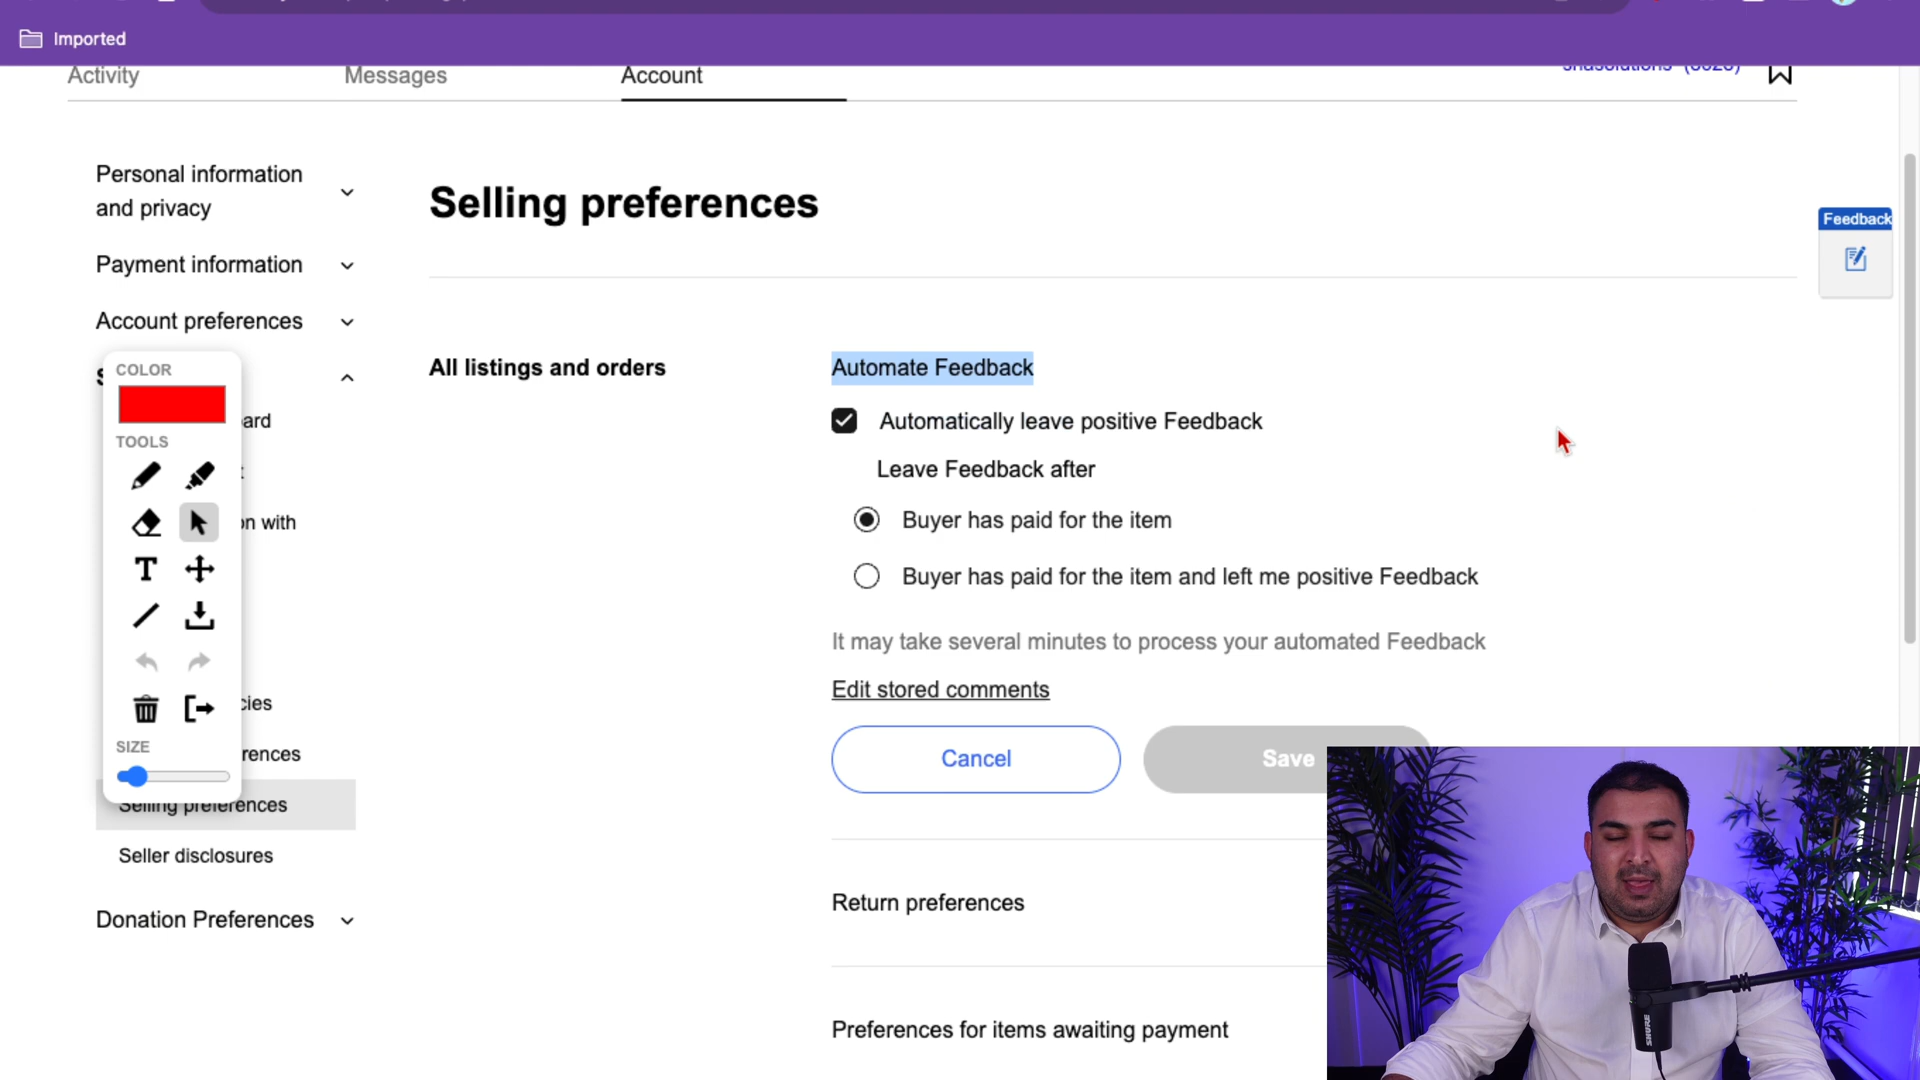 Imported
Activity
Messages
Account
Personal information
and privacy
Payment information
Account preferences
Selling preferences
Feedback
All listings and orders
Automate Feedback
Automatically leave positive Feedback
Leave Feedback after
Buyer has paid for the item
Buyer has paid for the item and left me positive Feedback
It may take several minutes to process your automated Feedback
Edit stored comments
Cancel
Save
Return preferences
Preferences for items awaiting payment
COLOR
TOOLS
SIZE
ard
on with
cies
rences
Selling preferences
Seller disclosures
Donation Preferences
SHURE